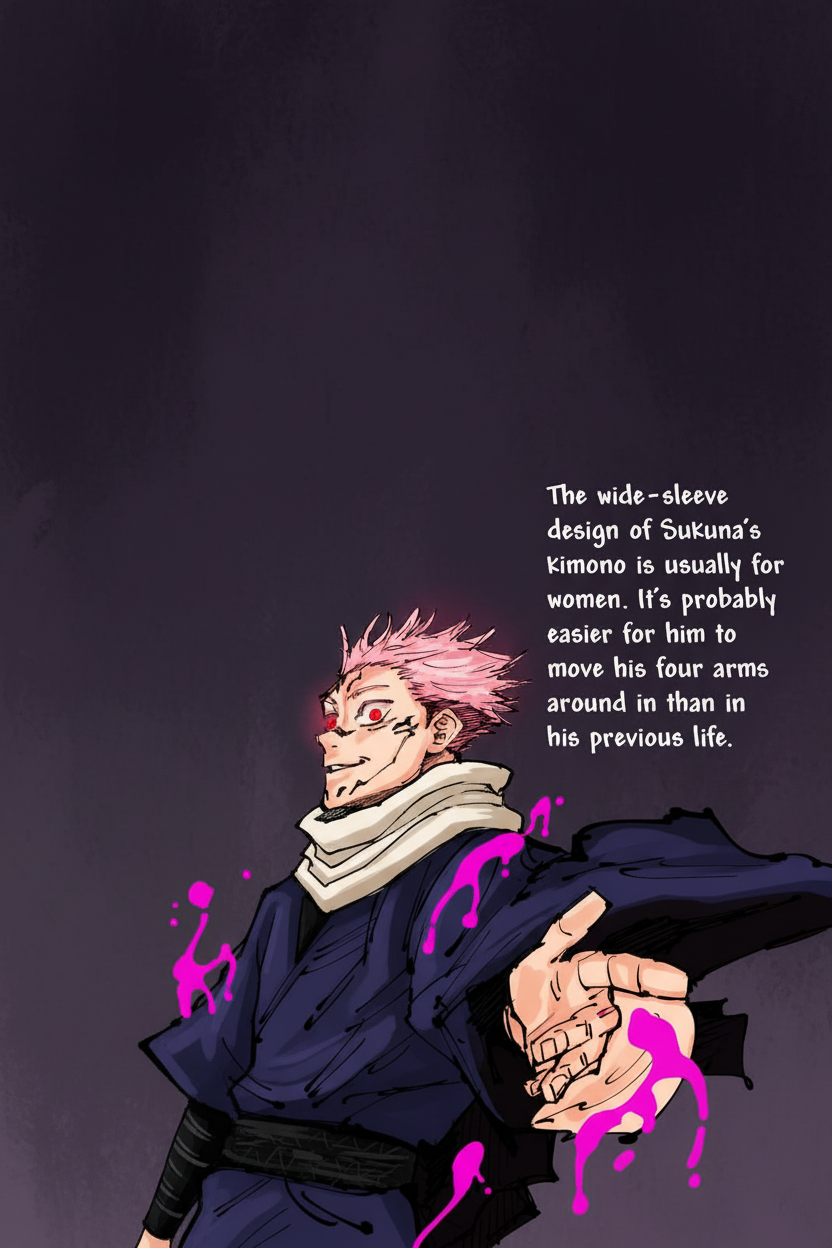 The wide-sleeve
design of Sukuna's
kimono is usually for
women. It's probably
easier for him to
move his four arms
around in than in
his previous life.